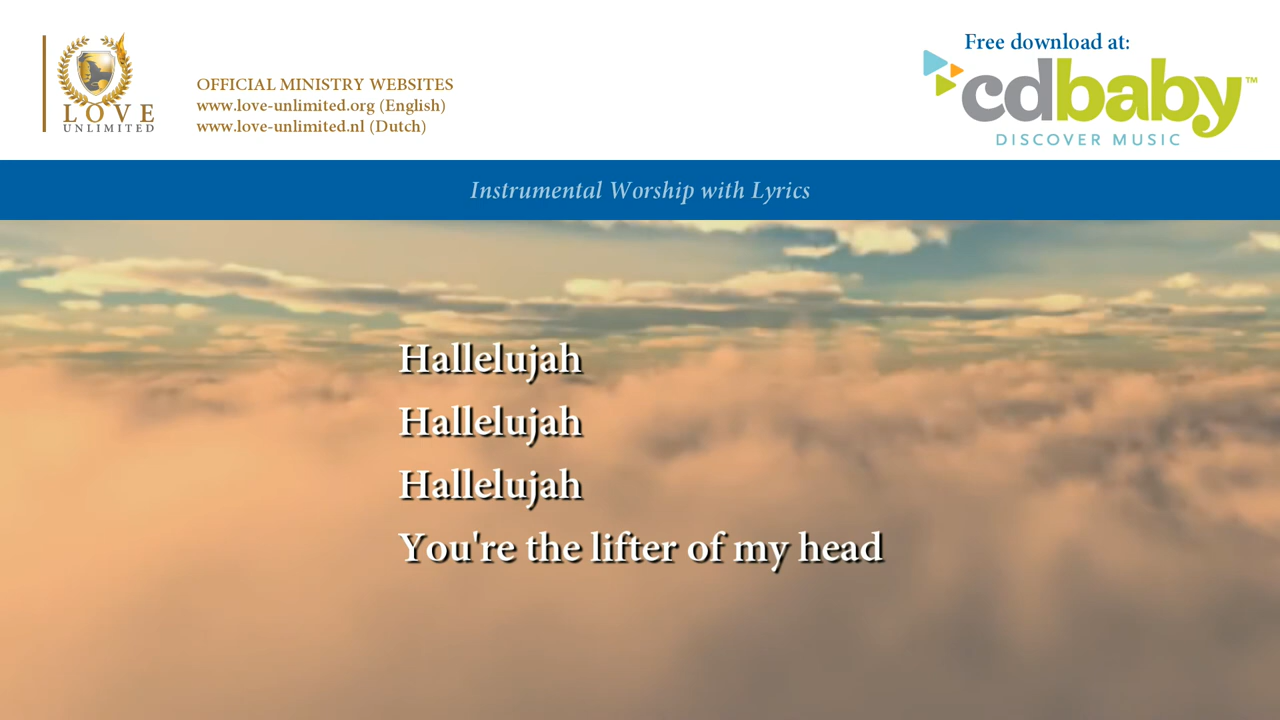 LOVE
UNLIMITED
OFFICIAL MINISTRY WEBSITES
www.love-unlimited.org (English)
www.love-unlimited.nl (Dutch)
Free download at:
cdbaby™
DISCOVER MUSIC
Instrumental Worship with Lyrics
Hallelujah
Hallelujah
Hallelujah
You're the lifter of my head